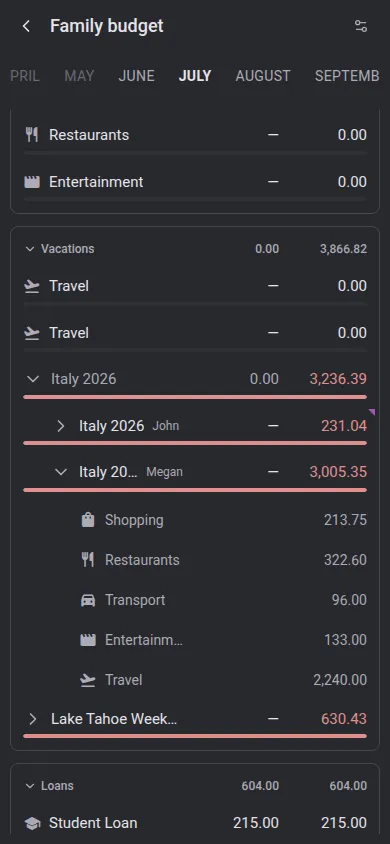 Family budget
PRIL MAY JUNE JULY AUGUST SEPTEMB
Restaurants — 0.00
Entertainment — 0.00
Vacations 0.00 3,866.82
Travel — 0.00
Travel — 0.00
Italy 2026 0.00 3,236.39
Italy 2026 John — 231.04
Italy 20... Megan — 3,005.35
Shopping 213.75
Restaurants 322.60
Transport 96.00
Entertainm... 133.00
Travel 2,240.00
Lake Tahoe Week... — 630.43
Loans 604.00 604.00
Student Loan 215.00 215.00